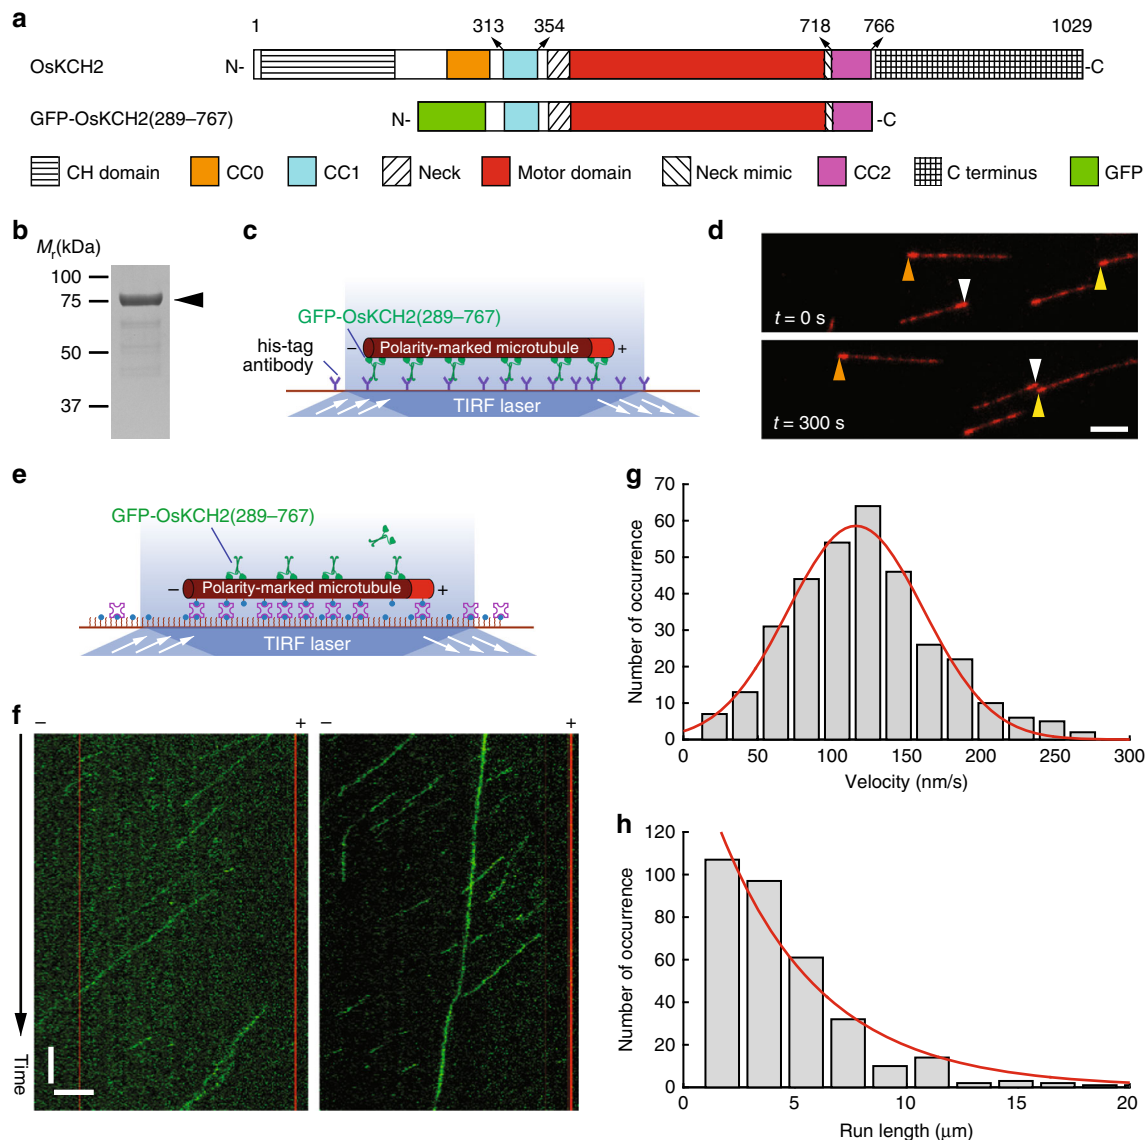 a
1 313 354 718 766 1029
OsKCH2 N- -C
GFP-OsKCH2(289–767) N- -C
CH domain CC0 CC1 Neck Motor domain Neck mimic CC2 C terminus GFP
b
Mr(kDa)
100
75
50
37
c
GFP-OsKCH2(289–767)
his-tag
antibody
– Polarity-marked microtubule +
TIRF laser
d
t = 0 s
t = 300 s
e
GFP-OsKCH2(289–767)
– Polarity-marked microtubule +
TIRF laser
f
– + – +
Time
g
Number of occurrence
70
60
50
40
30
20
10
0
0 50 100 150 200 250 300
Velocity (nm/s)
h
Number of occurrence
120
100
80
60
40
20
0
0 5 10 15 20
Run length (μm)